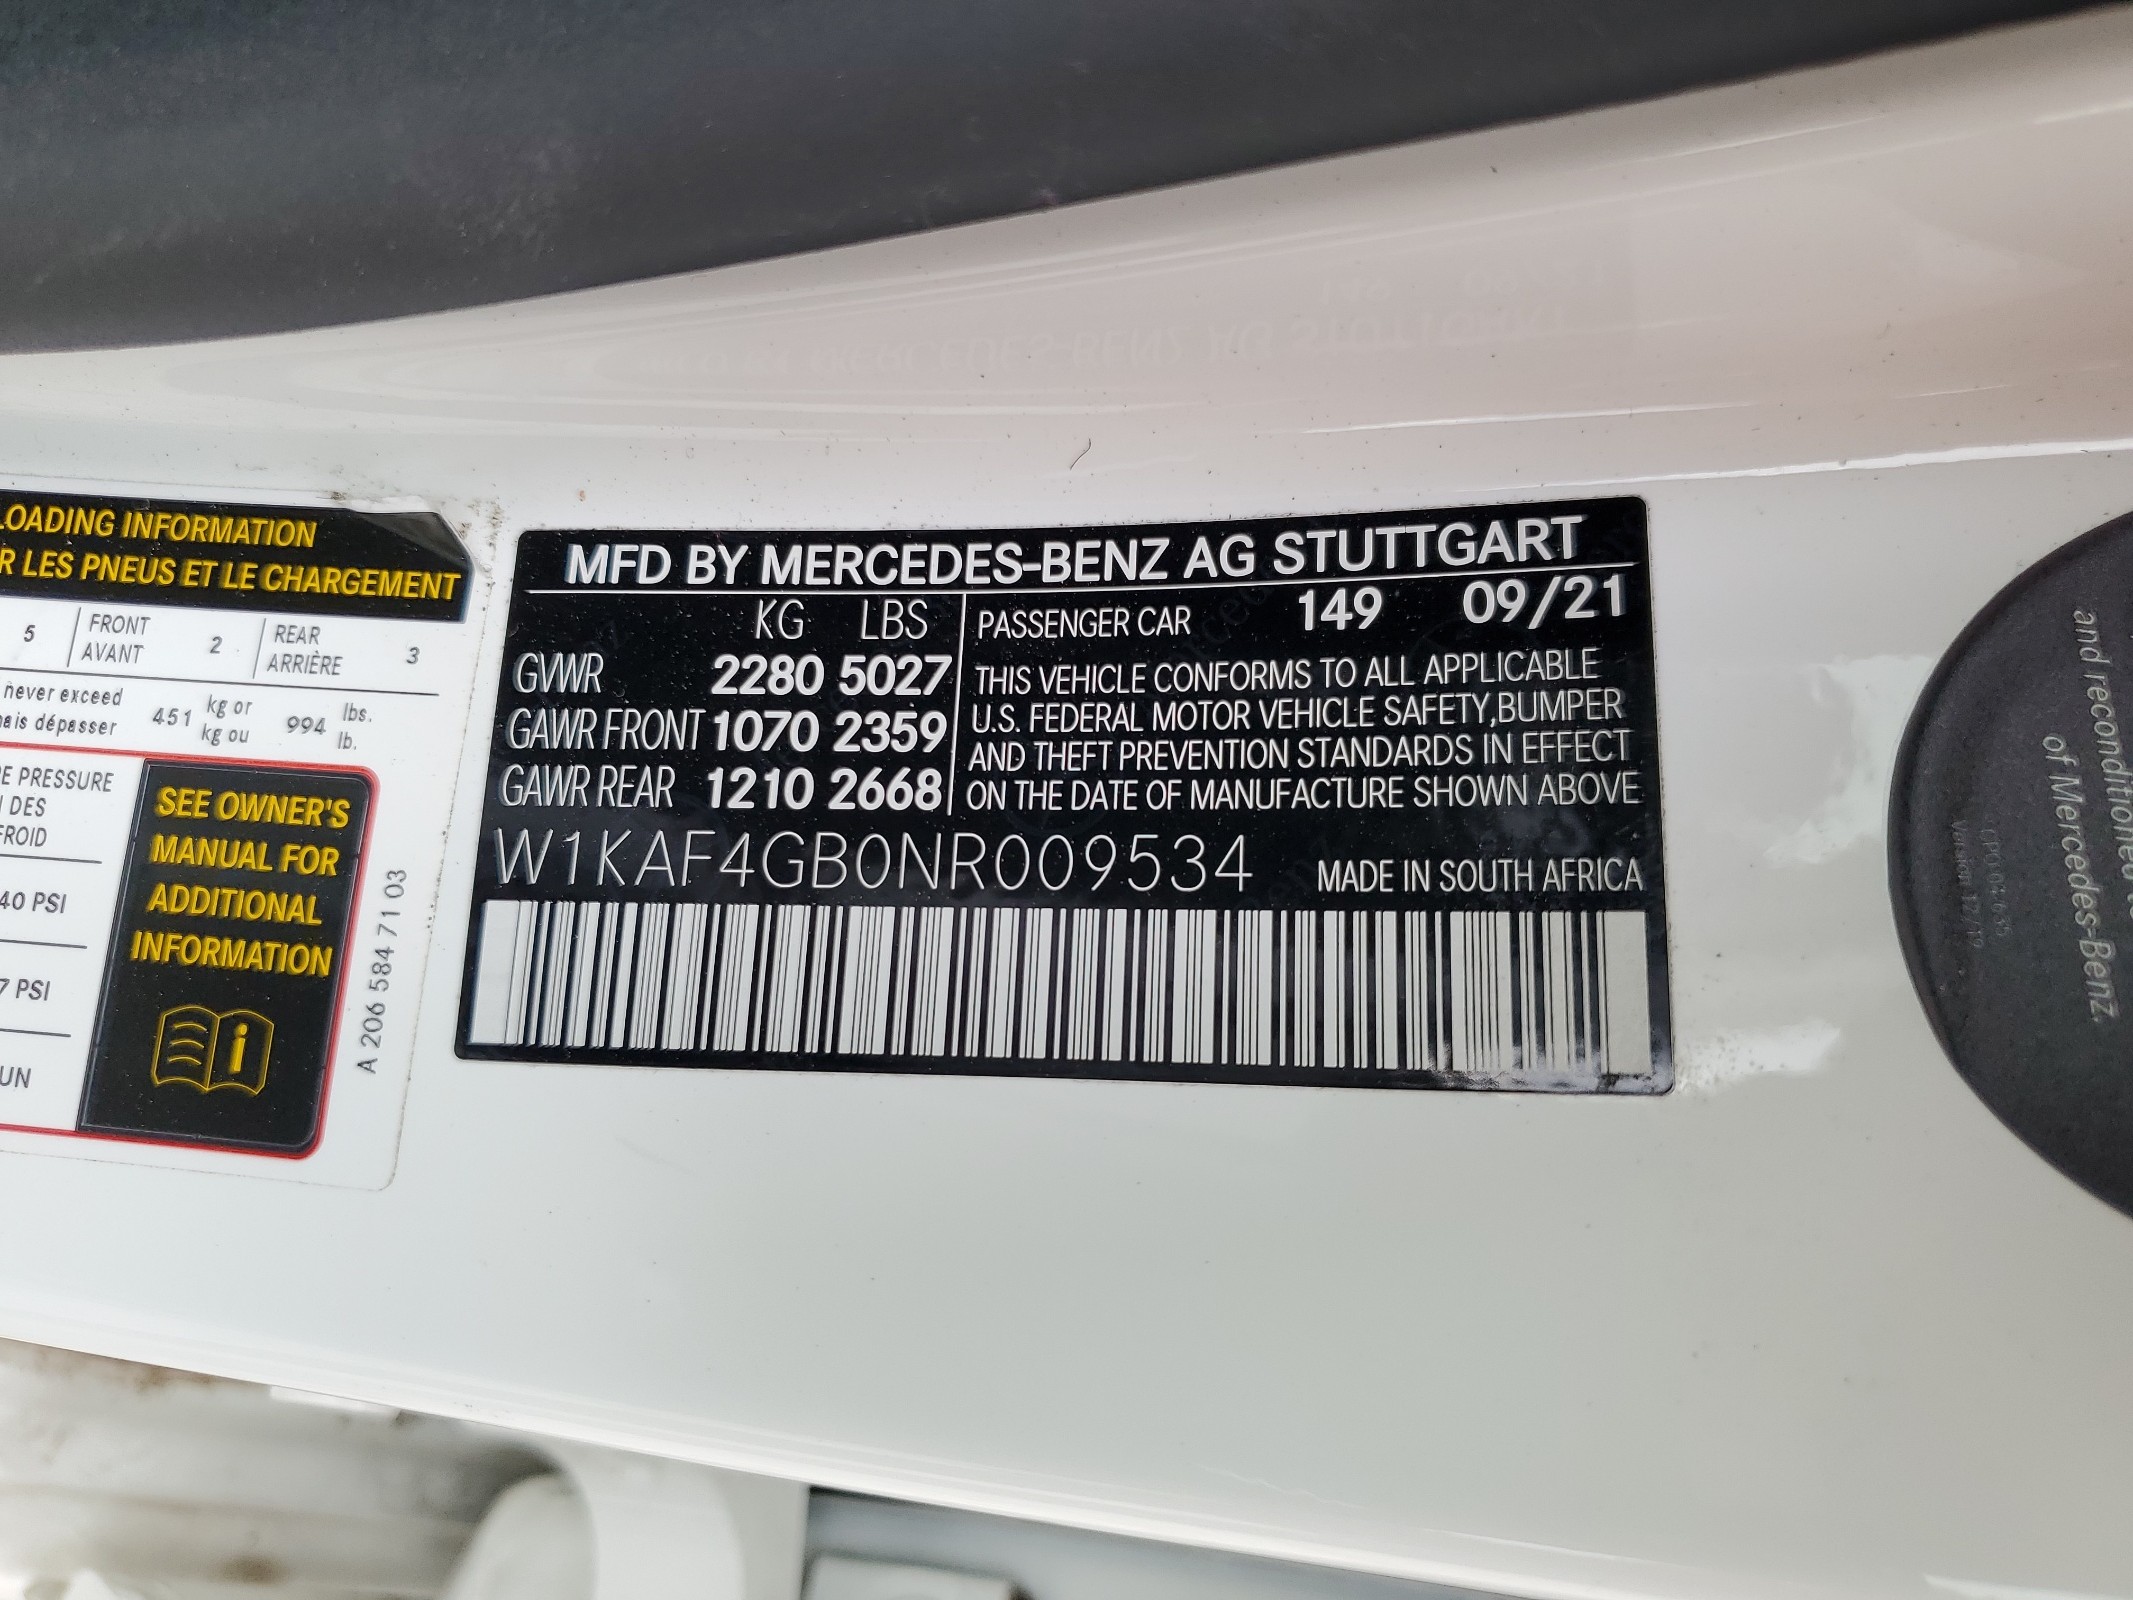 LOADING INFORMATION
R LES PNEUS ET LE CHARGEMENT
5 FRONT AVANT 2 REAR ARRIÈRE 3
never exceed
ais dépasser
451 kg or kg ou 994 lbs. lb.
E PRESSURE
DES
FROID
40 PSI
7 PSI
UN
SEE OWNER'S
MANUAL FOR
ADDITIONAL
INFORMATION
i
A 206 584 71 03
MFD BY MERCEDES-BENZ AG STUTTGART
KG LBS
GVWR 2280 5027
GAWR FRONT 1070 2359
GAWR REAR 1210 2668
PASSENGER CAR 149 09/21
THIS VEHICLE CONFORMS TO ALL APPLICABLE
U.S. FEDERAL MOTOR VEHICLE SAFETY,BUMPER
AND THEFT PREVENTION STANDARDS IN EFFECT
ON THE DATE OF MANUFACTURE SHOWN ABOVE
W1KAF4GB0NR009534 MADE IN SOUTH AFRICA
and reconditioned
of Mercedes-Benz.